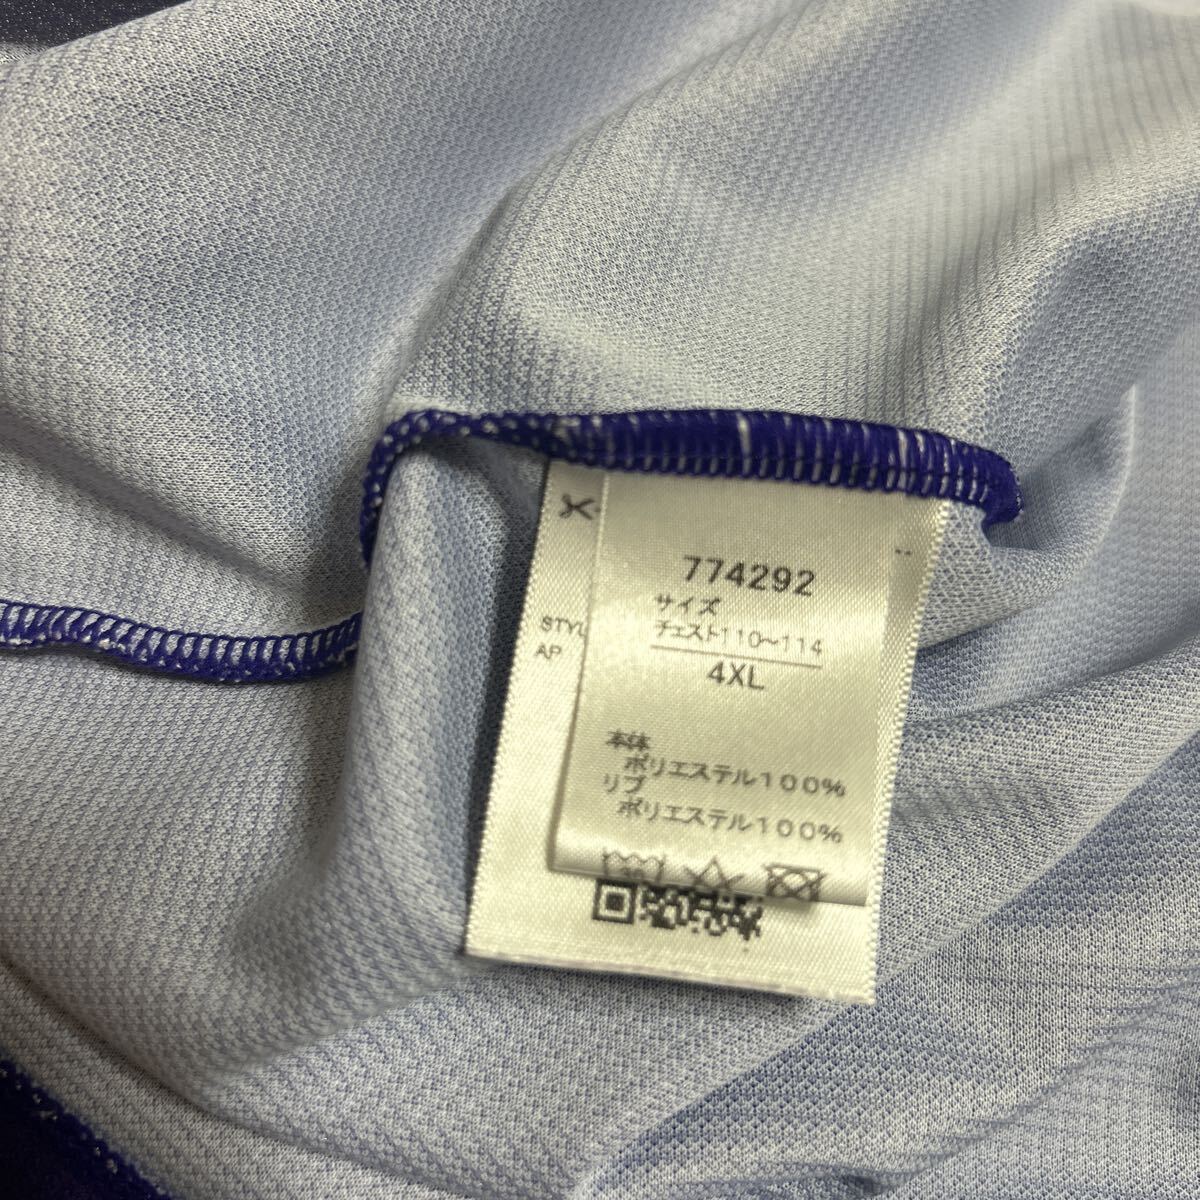 774292
サイズ
チェスト110~114
4XL
本体
ポリエステル100%
リブ
ポリエステル100%
STYL
AP